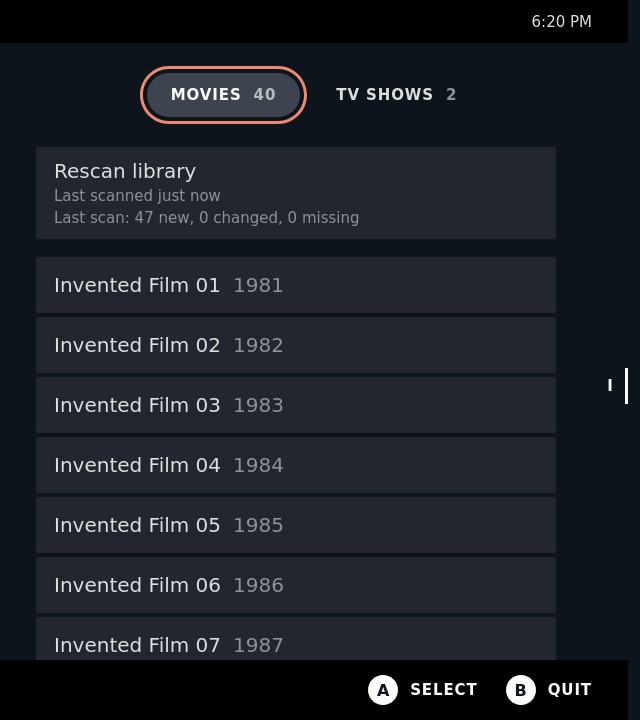 6:20 PM
MOVIES 40 TV SHOWS 2
Rescan library
Last scanned just now
Last scan: 47 new, 0 changed, 0 missing
Invented Film 01 1981
Invented Film 02 1982
Invented Film 03 1983
Invented Film 04 1984
Invented Film 05 1985
Invented Film 06 1986
Invented Film 07 1987
I
A SELECT B QUIT